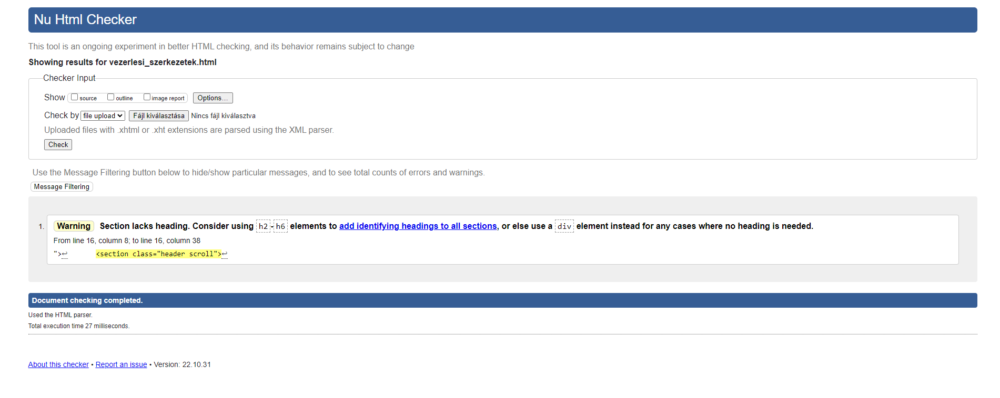 Nu Html Checker
This tool is an ongoing experiment in better HTML checking, and its behavior remains subject to change
Showing results for vezerlesi_szerkezetek.html
Checker Input
Show source outline image report Options...
Check by file upload Fájl kiválasztása Nincs fájl kiválasztva
Uploaded files with .xhtml or .xht extensions are parsed using the XML parser.
Check
Use the Message Filtering button below to hide/show particular messages, and to see total counts of errors and warnings.
Message Filtering
1. Warning Section lacks heading. Consider using h2-h6 elements to add identifying headings to all sections, or else use a div element instead for any cases where no heading is needed.
From line 16, column 8; to line 16, column 38
">↩ <section class="header scroll">↩
Document checking completed.
Used the HTML parser.
Total execution time 27 milliseconds.
About this checker • Report an issue • Version: 22.10.31